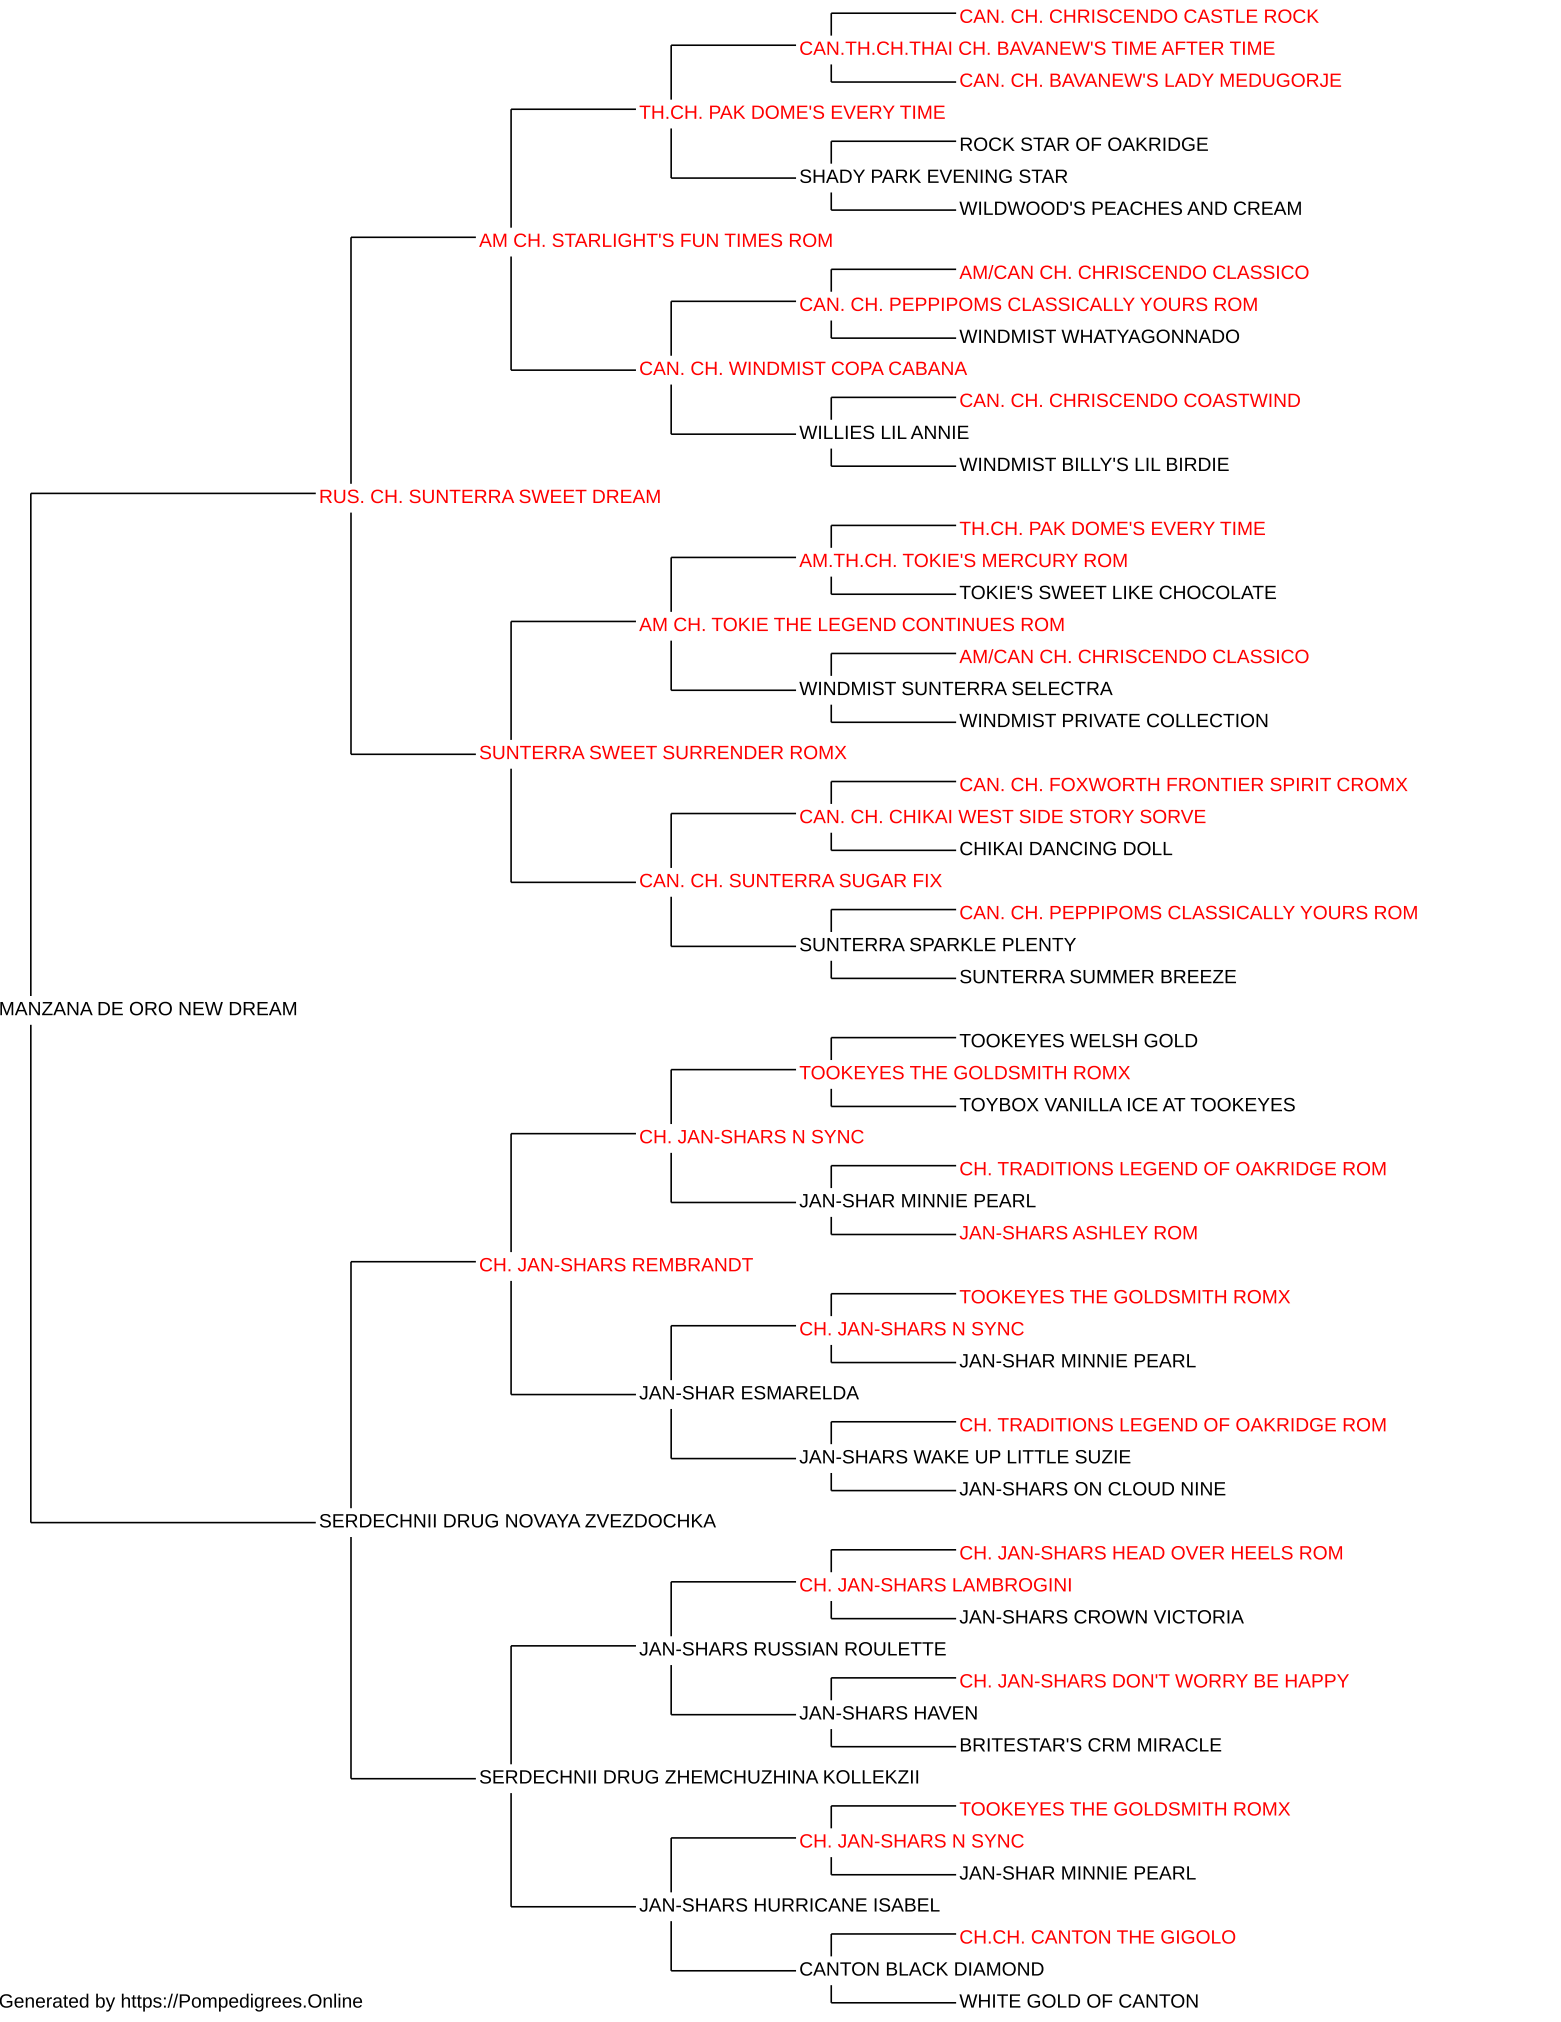 CAN. CH. CHRISCENDO CASTLE ROCK
CAN.TH.CH.THAI CH. BAVANEW'S TIME AFTER TIME
CAN. CH. BAVANEW'S LADY MEDUGORJE
TH.CH. PAK DOME'S EVERY TIME
ROCK STAR OF OAKRIDGE
SHADY PARK EVENING STAR
WILDWOOD'S PEACHES AND CREAM
AM CH. STARLIGHT'S FUN TIMES ROM
AM/CAN CH. CHRISCENDO CLASSICO
CAN. CH. PEPPIPOMS CLASSICALLY YOURS ROM
WINDMIST WHATYAGONNADO
CAN. CH. WINDMIST COPA CABANA
CAN. CH. CHRISCENDO COASTWIND
WILLIES LIL ANNIE
WINDMIST BILLY'S LIL BIRDIE
RUS. CH. SUNTERRA SWEET DREAM
TH.CH. PAK DOME'S EVERY TIME
AM.TH.CH. TOKIE'S MERCURY ROM
TOKIE'S SWEET LIKE CHOCOLATE
AM CH. TOKIE THE LEGEND CONTINUES ROM
AM/CAN CH. CHRISCENDO CLASSICO
WINDMIST SUNTERRA SELECTRA
WINDMIST PRIVATE COLLECTION
SUNTERRA SWEET SURRENDER ROMX
CAN. CH. FOXWORTH FRONTIER SPIRIT CROMX
CAN. CH. CHIKAI WEST SIDE STORY SORVE
CHIKAI DANCING DOLL
CAN. CH. SUNTERRA SUGAR FIX
CAN. CH. PEPPIPOMS CLASSICALLY YOURS ROM
SUNTERRA SPARKLE PLENTY
SUNTERRA SUMMER BREEZE
MANZANA DE ORO NEW DREAM
TOOKEYES WELSH GOLD
TOOKEYES THE GOLDSMITH ROMX
TOYBOX VANILLA ICE AT TOOKEYES
CH. JAN-SHARS N SYNC
CH. TRADITIONS LEGEND OF OAKRIDGE ROM
JAN-SHAR MINNIE PEARL
JAN-SHARS ASHLEY ROM
CH. JAN-SHARS REMBRANDT
TOOKEYES THE GOLDSMITH ROMX
CH. JAN-SHARS N SYNC
JAN-SHAR MINNIE PEARL
JAN-SHAR ESMARELDA
CH. TRADITIONS LEGEND OF OAKRIDGE ROM
JAN-SHARS WAKE UP LITTLE SUZIE
JAN-SHARS ON CLOUD NINE
SERDECHNII DRUG NOVAYA ZVEZDOCHKA
CH. JAN-SHARS HEAD OVER HEELS ROM
CH. JAN-SHARS LAMBROGINI
JAN-SHARS CROWN VICTORIA
JAN-SHARS RUSSIAN ROULETTE
CH. JAN-SHARS DON'T WORRY BE HAPPY
JAN-SHARS HAVEN
BRITESTAR'S CRM MIRACLE
SERDECHNII DRUG ZHEMCHUZHINA KOLLEKZII
TOOKEYES THE GOLDSMITH ROMX
CH. JAN-SHARS N SYNC
JAN-SHAR MINNIE PEARL
JAN-SHARS HURRICANE ISABEL
CH.CH. CANTON THE GIGOLO
CANTON BLACK DIAMOND
WHITE GOLD OF CANTON
Generated by https://Pompedigrees.Online